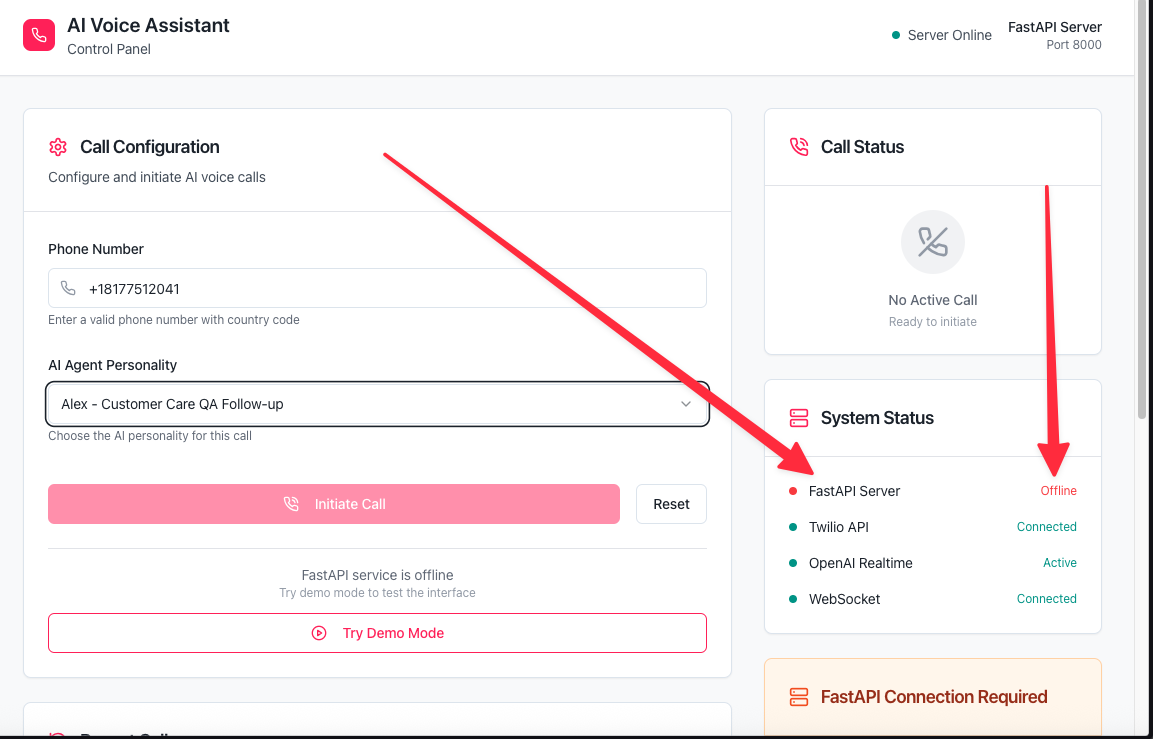 AI Voice Assistant
Control Panel
Server Online
FastAPI Server
Port 8000
Call Configuration
Configure and initiate AI voice calls
Phone Number
+18177512041
Enter a valid phone number with country code
AI Agent Personality
Alex - Customer Care QA Follow-up
Choose the AI personality for this call
Initiate Call
Reset
FastAPI service is offline
Try demo mode to test the interface
Try Demo Mode
Call Status
No Active Call
Ready to initiate
System Status
FastAPI Server Offline
Twilio API Connected
OpenAI Realtime Active
WebSocket Connected
FastAPI Connection Required